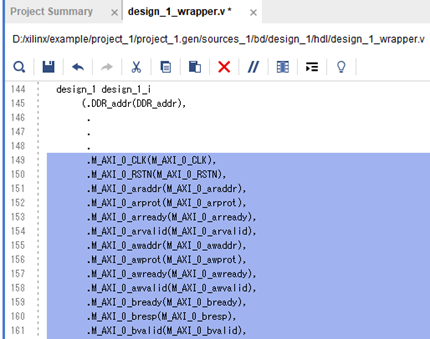 Project Summary × design_1_wrapper.v * ×
D:/xilinx/example/project_1/project_1.gen/sources_1/bd/design_1/hdl/design_1_wrapper.v
144 design_1 design_1_i
145 (.DDR_addr(DDR_addr),
146 .
147 .
148 .
149 .M_AXI_0_CLK(M_AXI_0_CLK),
150 .M_AXI_0_RSTN(M_AXI_0_RSTN),
151 .M_AXI_0_araddr(M_AXI_0_araddr),
152 .M_AXI_0_arprot(M_AXI_0_arprot),
153 .M_AXI_0_arready(M_AXI_0_arready),
154 .M_AXI_0_arvalid(M_AXI_0_arvalid),
155 .M_AXI_0_awaddr(M_AXI_0_awaddr),
156 .M_AXI_0_awprot(M_AXI_0_awprot),
157 .M_AXI_0_awready(M_AXI_0_awready),
158 .M_AXI_0_awvalid(M_AXI_0_awvalid),
159 .M_AXI_0_bready(M_AXI_0_bready),
160 .M_AXI_0_bresp(M_AXI_0_bresp),
161 .M_AXI_0_bvalid(M_AXI_0_bvalid),